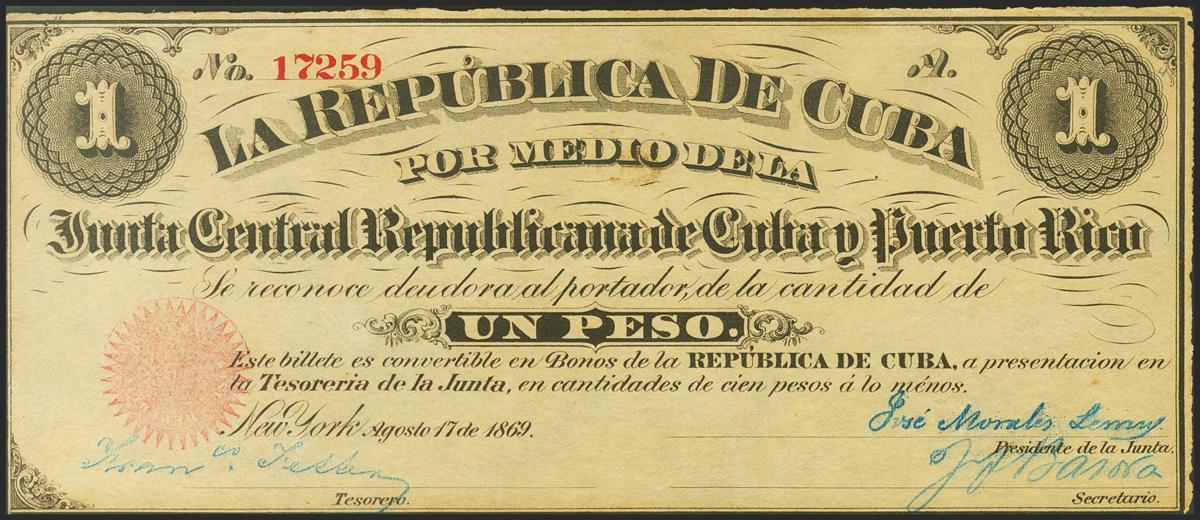 No. 17259
A.
1
1
LA REPÚBLICA DE CUBA
POR MEDIO DE LA
Junta Central Republicana de Cuba y Puerto Rico
Se reconoce deudora, al portador, de la cantidad de
UN PESO.
Este billete es convertible en Bonos de la REPÚBLICA DE CUBA, a presentacion en
la Tesoreria de la Junta, en cantidades de cien pesos á lo ménos.
New York Agosto 17 de 1869.
José Morales Lemus
Presidente de la Junta.
Franco. Fesser
Tesorero.
Secretario.